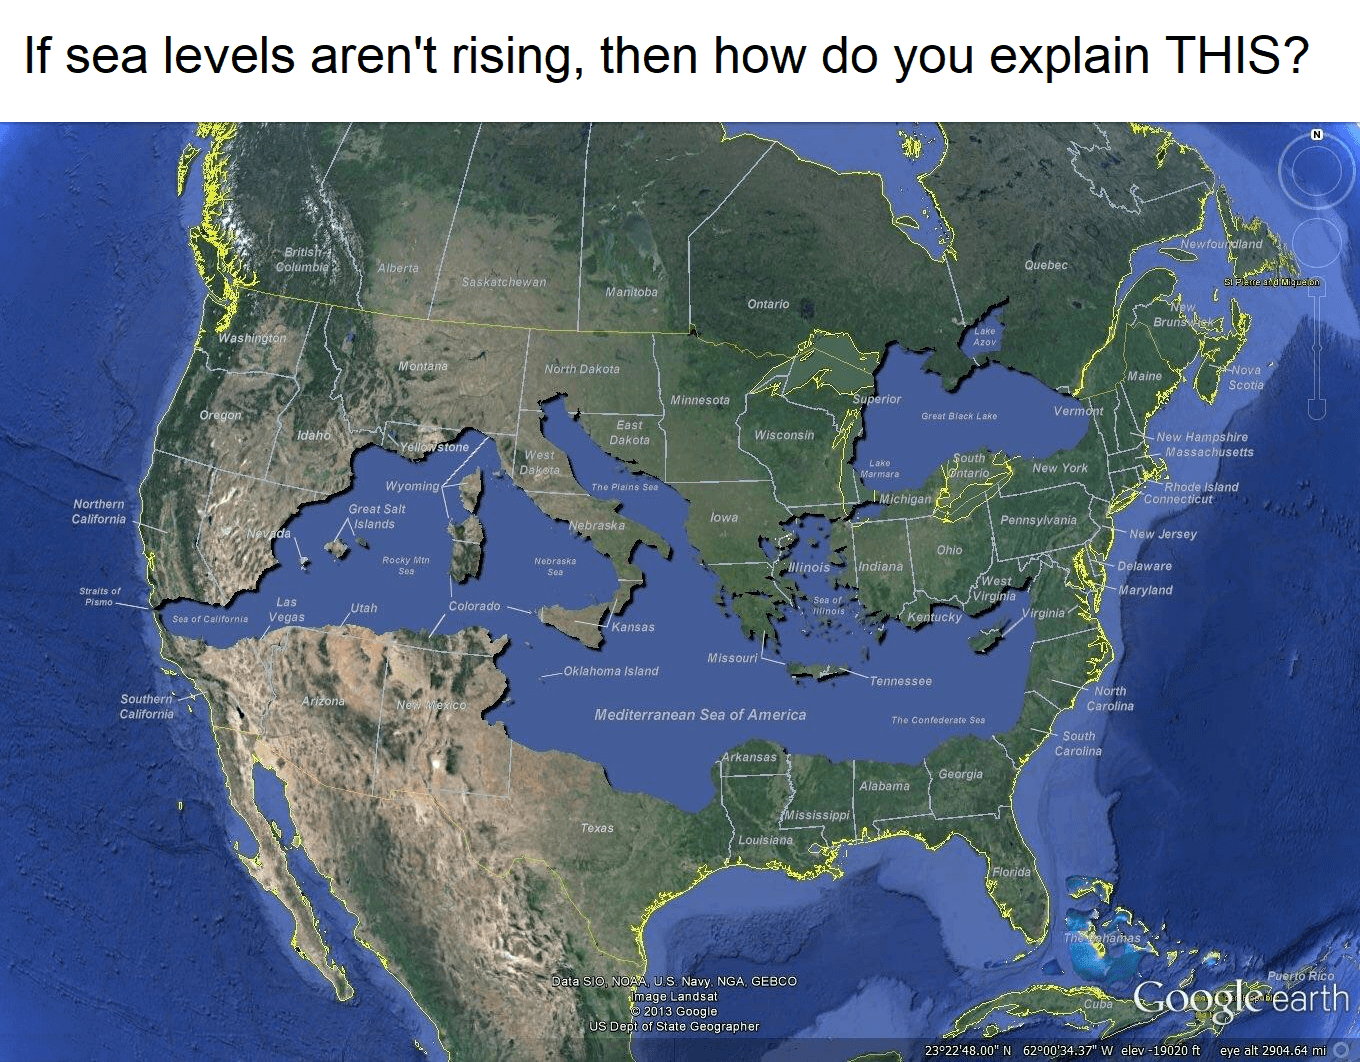 If sea levels aren't rising, then how do you explain THIS?
N
British
Columbia
Alberta
Saskatchewan
Manitoba
Ontario
Quebec
Newfoundland
St Pierre and Miquelon
New
Brunswick
Nova
Scotia
Maine
Washington
Montana
North Dakota
Minnesota
Superior
Lake
Azov
Great Black Lake
Vermont
New Hampshire
Massachusetts
Rhode Island
Connecticut
Oregon
Idaho
Yellowstone
East
Dakota
West
Dakota
Wisconsin
Lake
Marmara
South
Ontario
New York
Michigan
Northern
California
Nevada
Wyoming
Great Salt
Islands
The Plains Sea
Nebraska
Iowa
Pennsylvania
New Jersey
Rocky Mtn
Sea
Nebraska
Sea
Illinois
Indiana
Ohio
West
Virginia
Delaware
Maryland
Straits of
Pismo
Sea of California
Las
Vegas
Utah
Colorado
Kansas
Sea of
Illinois
Kentucky
Virginia
Oklahoma Island
Missouri
Tennessee
Southern
California
Arizona
New Mexico
Mediterranean Sea of America
The Confederate Sea
North
Carolina
South
Carolina
Arkansas
Alabama
Georgia
Texas
Mississippi
Louisiana
Florida
The Bahamas
Cuba
Puerto Rico
Data SIO, NOAA, U.S. Navy, NGA, GEBCO
Image Landsat
© 2013 Google
US Dept of State Geographer
Google earth
23°22'48.00" N 62°00'34.37" W elev -19020 ft eye alt 2904.64 mi